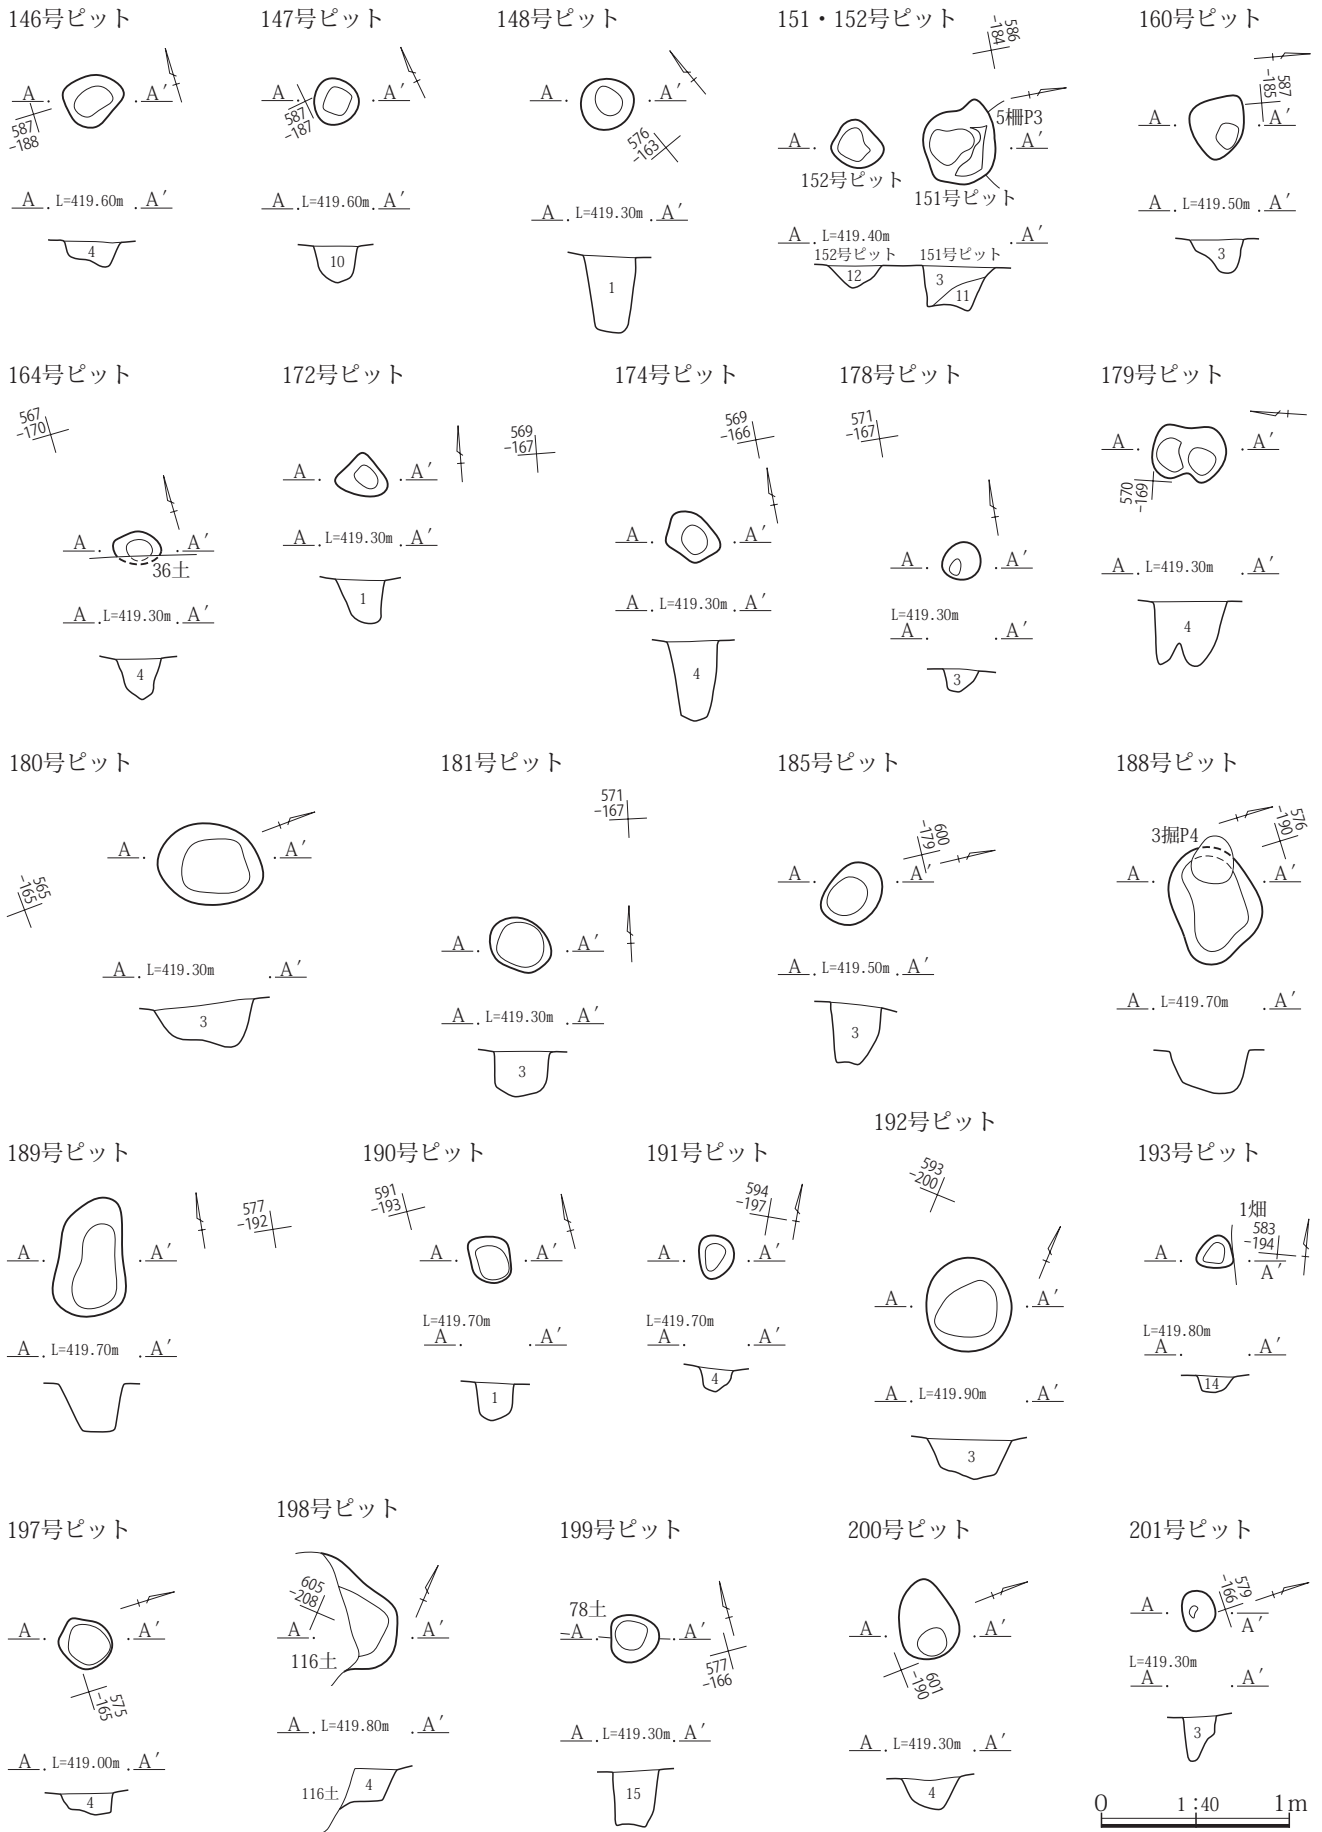 146号ピット
A . . A′
587
-188
A . L=419.60m . A′
4
147号ピット
A . . A′
587
-187
A . L=419.60m . A′
10
148号ピット
A . . A′
576
-163
A . L=419.30m . A′
1
151・152号ピット
586
-184
5柵P3
A . . A′
152号ピット
151号ピット
A . L=419.40m . A′
152号ピット 151号ピット
12 3 11
160号ピット
587
-185
A . . A′
A . L=419.50m . A′
3
164号ピット
567
-170
A . . A′
36土
A . L=419.30m . A′
4
172号ピット
569
-167
A . . A′
A . L=419.30m . A′
1
174号ピット
569
-166
A . . A′
A . L=419.30m . A′
4
178号ピット
571
-167
A . . A′
L=419.30m
A . . A′
3
179号ピット
A . . A′
570
-169
A . L=419.30m . A′
4
180号ピット
A . . A′
565
-165
A . L=419.30m . A′
3
181号ピット
571
-167
A . . A′
A . L=419.30m . A′
3
185号ピット
600
-179
A . . A′
A . L=419.50m . A′
3
188号ピット
3掘P4
576
-190
A . . A′
A . L=419.70m . A′
189号ピット
577
-192
A . . A′
A . L=419.70m . A′
190号ピット
591
-193
A . . A′
L=419.70m
A . . A′
1
191号ピット
594
-197
A . . A′
L=419.70m
A . . A′
4
192号ピット
593
-200
A . . A′
A . L=419.90m . A′
3
193号ピット
1畑
583
-194
A . . A′
L=419.80m
A . . A′
14
197号ピット
A . . A′
575
-165
A . L=419.00m . A′
4
198号ピット
605
-208
A . . A′
116土
A . L=419.80m . A′
116土 4
199号ピット
78土
A . . A′
577
-166
A . L=419.30m . A′
15
200号ピット
A . . A′
601
-190
A . L=419.30m . A′
4
201号ピット
579
-166
A . . A′
L=419.30m
A . . A′
3
0 1:40 1m